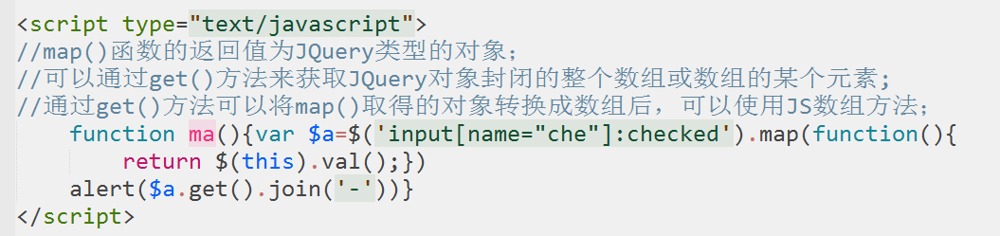 <script type="text/javascript">
//map()函数的返回值为JQuery类型的对象；
//可以通过get()方法来获取JQuery对象封闭的整个数组或数组的某个元素；
//通过get()方法可以将map()取得的对象转换成数组后，可以使用JS数组方法；
    function ma(){var $a=$('input[name="che"]:checked').map(function(){
        return $(this).val();})
    alert($a.get().join('-'))}
</script>